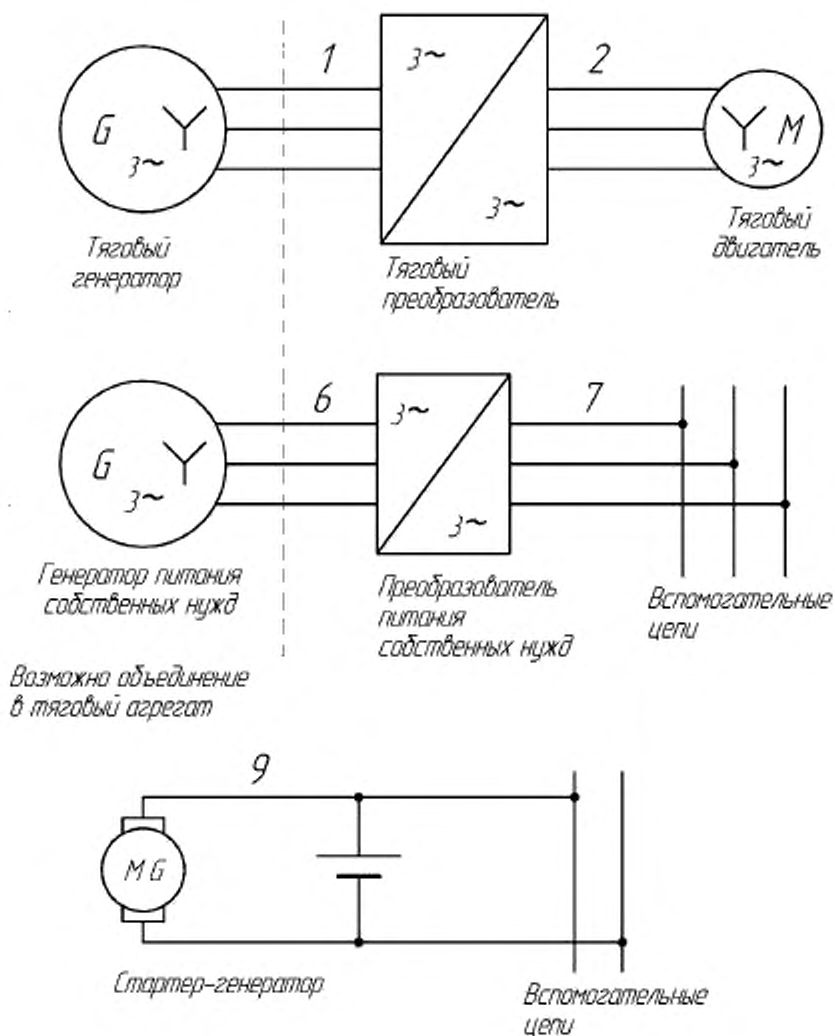 1
2
3~
G
3~
3~
M
3~
Тяговый
генератор
Тяговый
преобразователь
Тяговый
двигатель
6
7
3~
G
3~
3~
Генератор питания
собственных нужд
Преобразователь
питания
собственных нужд
Вспомогательные
цепи
Возможно объединение
в тяговый агрегат
9
M G
Стартер-генератор
Вспомогательные
цепи